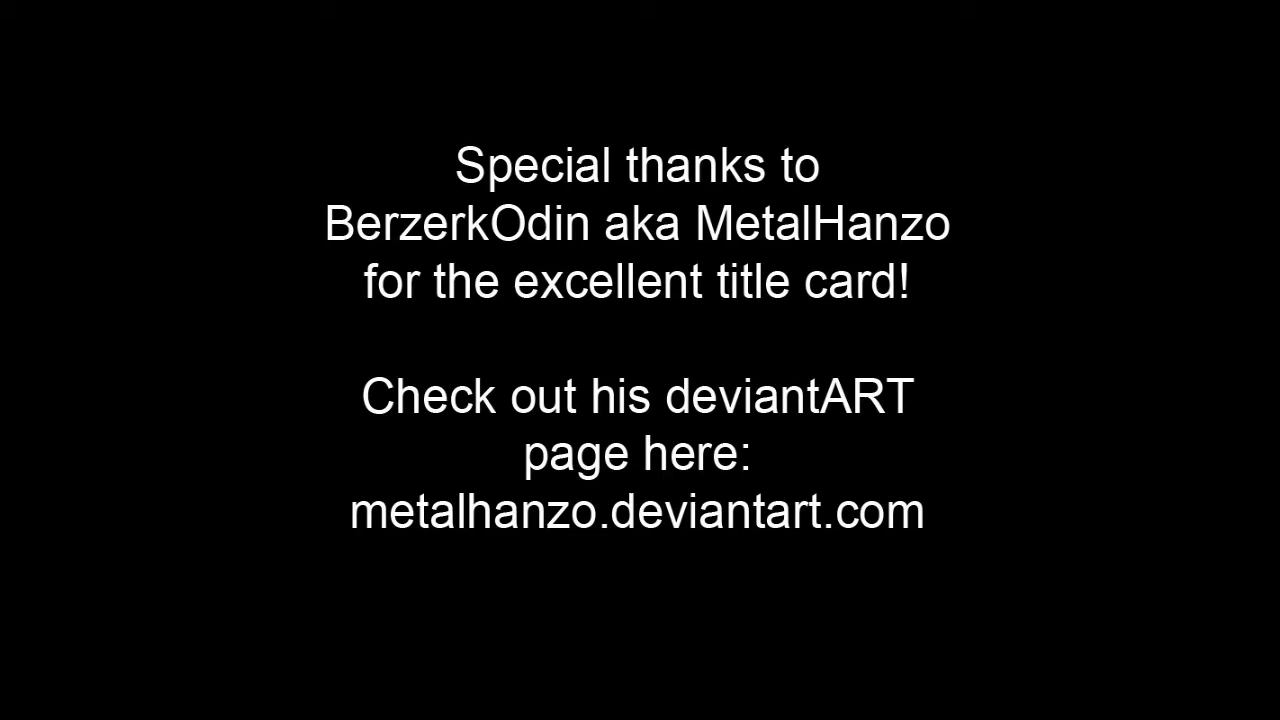 Special thanks to
BerzerkOdin aka MetalHanzo
for the excellent title card!
Check out his deviantART
page here:
metalhanzo.deviantart.com